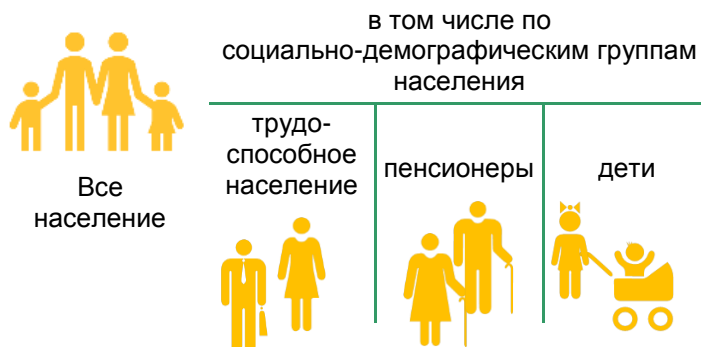 в том числе по
социально-демографическим группам
населения
Все
население
трудо-
способное
население
пенсионеры
дети